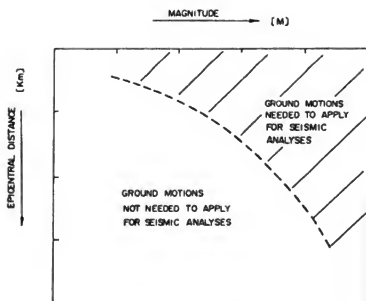 MAGNITUDE
[M]
[Km]
EPICENTRAL DISTANCE
GROUND MOTIONS
NEEDED TO APPLY
FOR SEISMIC
ANALYSES
GROUND MOTIONS
NOT NEEDED TO APPLY
FOR SEISMIC ANALYSES